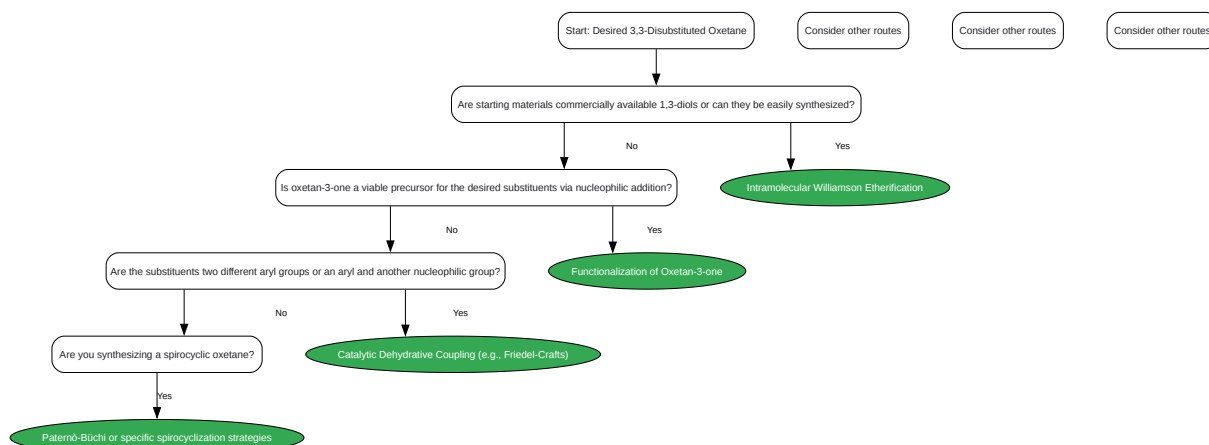 Start: Desired 3,3-Disubstituted Oxetane
Consider other routes
Consider other routes
Consider other routes
Are starting materials commercially available 1,3-diols or can they be easily synthesized?
No
Yes
Is oxetan-3-one a viable precursor for the desired substituents via nucleophilic addition?
Intramolecular Williamson Etherification
No
Yes
Are the substituents two different aryl groups or an aryl and another nucleophilic group?
Functionalization of Oxetan-3-one
No
Yes
Are you synthesizing a spirocyclic oxetane?
Catalytic Dehydrative Coupling (e.g., Friedel-Crafts)
Yes
Paternò-Büchi or specific spirocyclization strategies